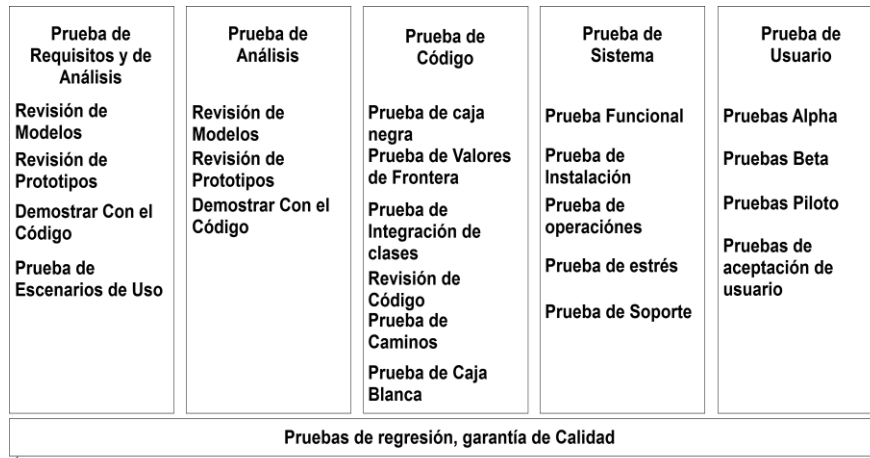 Prueba de
Requisitos y de
Análisis
Revisión de
Modelos
Revisión de
Prototipos
Demostrar Con el
Código
Prueba de
Escenarios de Uso
Prueba de
Análisis
Revisión de
Modelos
Revisión de
Prototipos
Demostrar Con el
Código
Prueba de
Código
Prueba de caja
negra
Prueba de Valores
de Frontera
Prueba de
Integración de
clases
Revisión de
Código
Prueba de
Caminos
Prueba de Caja
Blanca
Prueba de
Sistema
Prueba Funcional
Prueba de
Instalación
Prueba de
operaciónes
Prueba de estrés
Prueba de Soporte
Prueba de
Usuario
Pruebas Alpha
Pruebas Beta
Pruebas Piloto
Pruebas de
aceptación de
usuario
Pruebas de regresión, garantía de Calidad